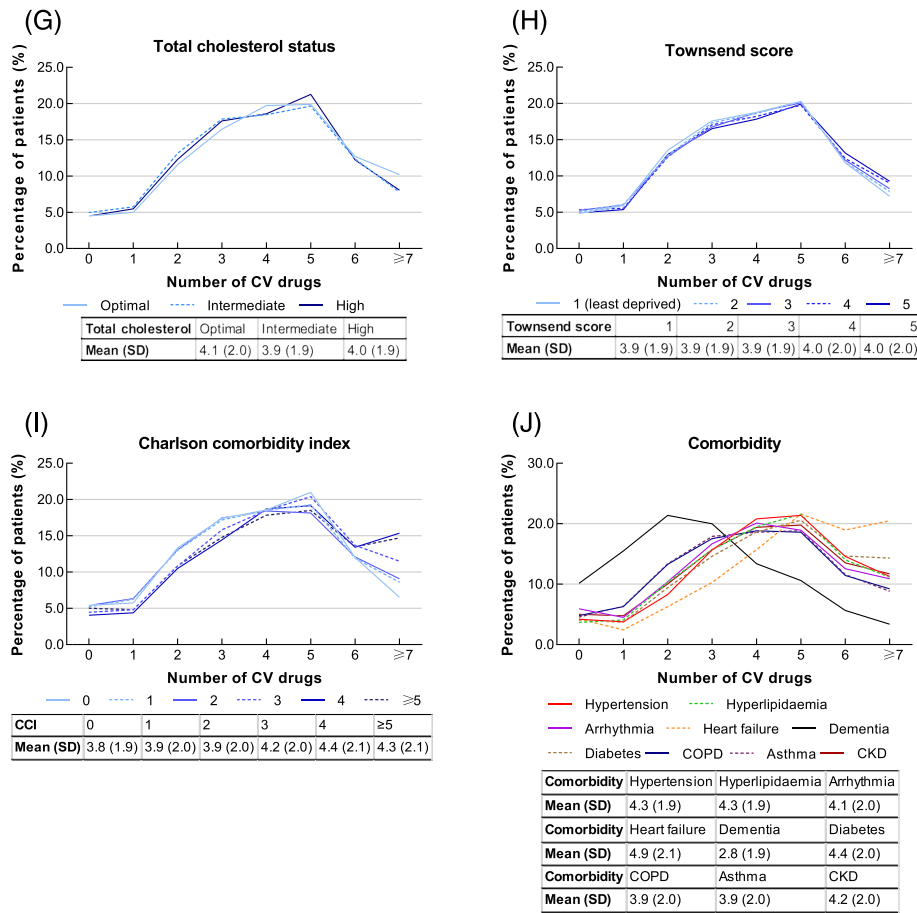 (G)
Total cholesterol status
Percentage of patients (%)
25.0
20.0
15.0
10.0
5.0
0.0
0 1 2 3 4 5 6 ⩾7
Number of CV drugs
Optimal Intermediate High
Total cholesterol Optimal Intermediate High
Mean (SD) 4.1 (2.0) 3.9 (1.9) 4.0 (1.9)
(H)
Townsend score
Percentage of patients (%)
25.0
20.0
15.0
10.0
5.0
0.0
0 1 2 3 4 5 6 ⩾7
Number of CV drugs
1 (least deprived) 2 3 4 5
Townsend score 1 2 3 4 5
Mean (SD) 3.9 (1.9) 3.9 (1.9) 3.9 (1.9) 4.0 (2.0) 4.0 (2.0)
(I)
Charlson comorbidity index
Percentage of patients (%)
25.0
20.0
15.0
10.0
5.0
0.0
0 1 2 3 4 5 6 ⩾7
Number of CV drugs
0 1 2 3 4 ⩾5
CCI 0 1 2 3 4 ≥5
Mean (SD) 3.8 (1.9) 3.9 (2.0) 3.9 (2.0) 4.2 (2.0) 4.4 (2.1) 4.3 (2.1)
(J)
Comorbidity
Percentage of patients (%)
30.0
20.0
10.0
0.0
0 1 2 3 4 5 6 ⩾7
Number of CV drugs
Hypertension Hyperlipidaemia
Arrhythmia Heart failure Dementia
Diabetes COPD Asthma CKD
Comorbidity Hypertension Hyperlipidaemia Arrhythmia
Mean (SD) 4.3 (1.9) 4.3 (1.9) 4.1 (2.0)
Comorbidity Heart failure Dementia Diabetes
Mean (SD) 4.9 (2.1) 2.8 (1.9) 4.4 (2.0)
Comorbidity COPD Asthma CKD
Mean (SD) 3.9 (2.0) 3.9 (2.0) 4.2 (2.0)